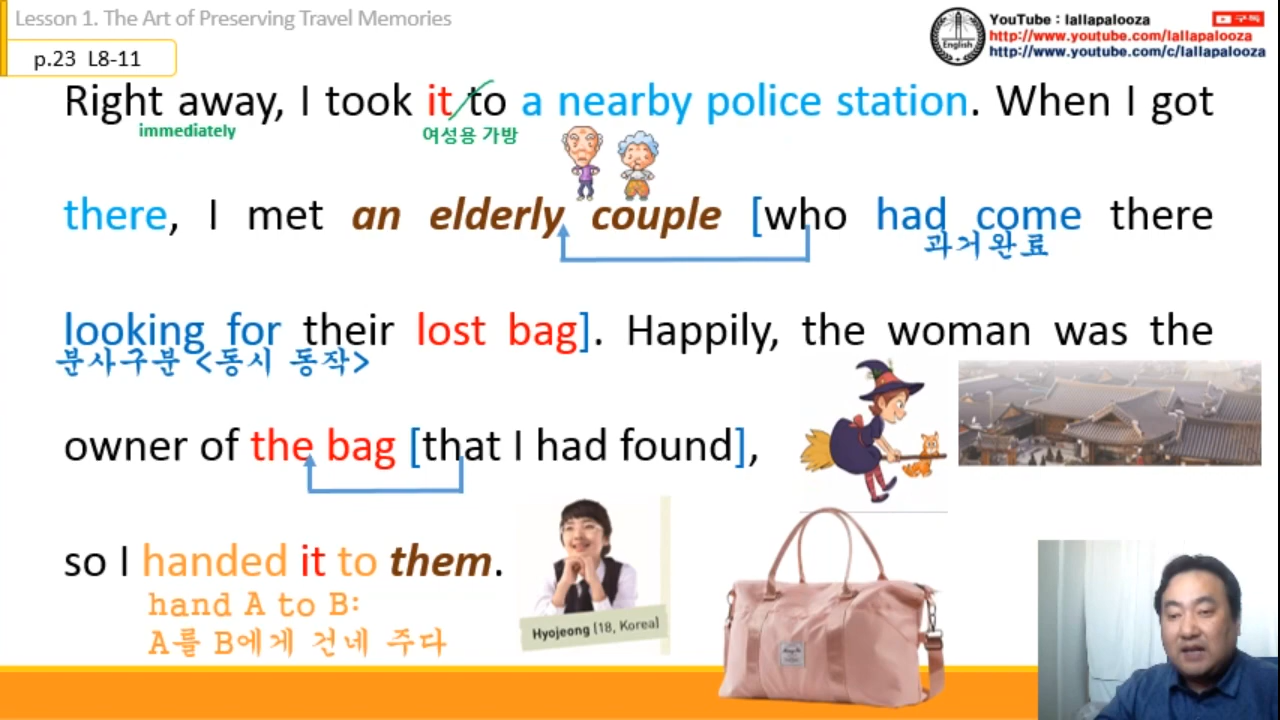 Lesson 1. The Art of Preserving Travel Memories
YouTube : lallapalooza
구독
http://www.youtube.com/lallapalooza
http://www.youtube.com/c/lallapalooza
English
p.23 L8-11
Right away, I took it to a nearby police station. When I got
immediately
여성용 가방
there, I met an elderly couple [who had come there
과거완료
looking for their lost bag]. Happily, the woman was the
분사구문 <동시 동작>
owner of the bag [that I had found],
so I handed it to them.
hand A to B:
A를 B에게 건네 주다
Hyojeong (18, Korea)